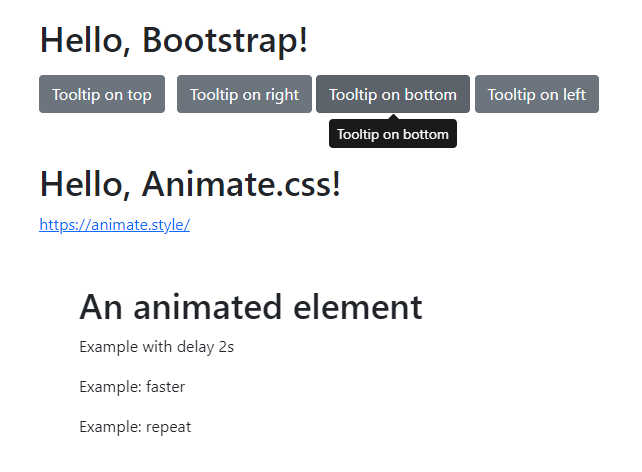 Hello, Bootstrap!
Tooltip on top Tooltip on right Tooltip on bottom Tooltip on left
Tooltip on bottom
Hello, Animate.css!
https://animate.style/
An animated element
Example with delay 2s
Example: faster
Example: repeat